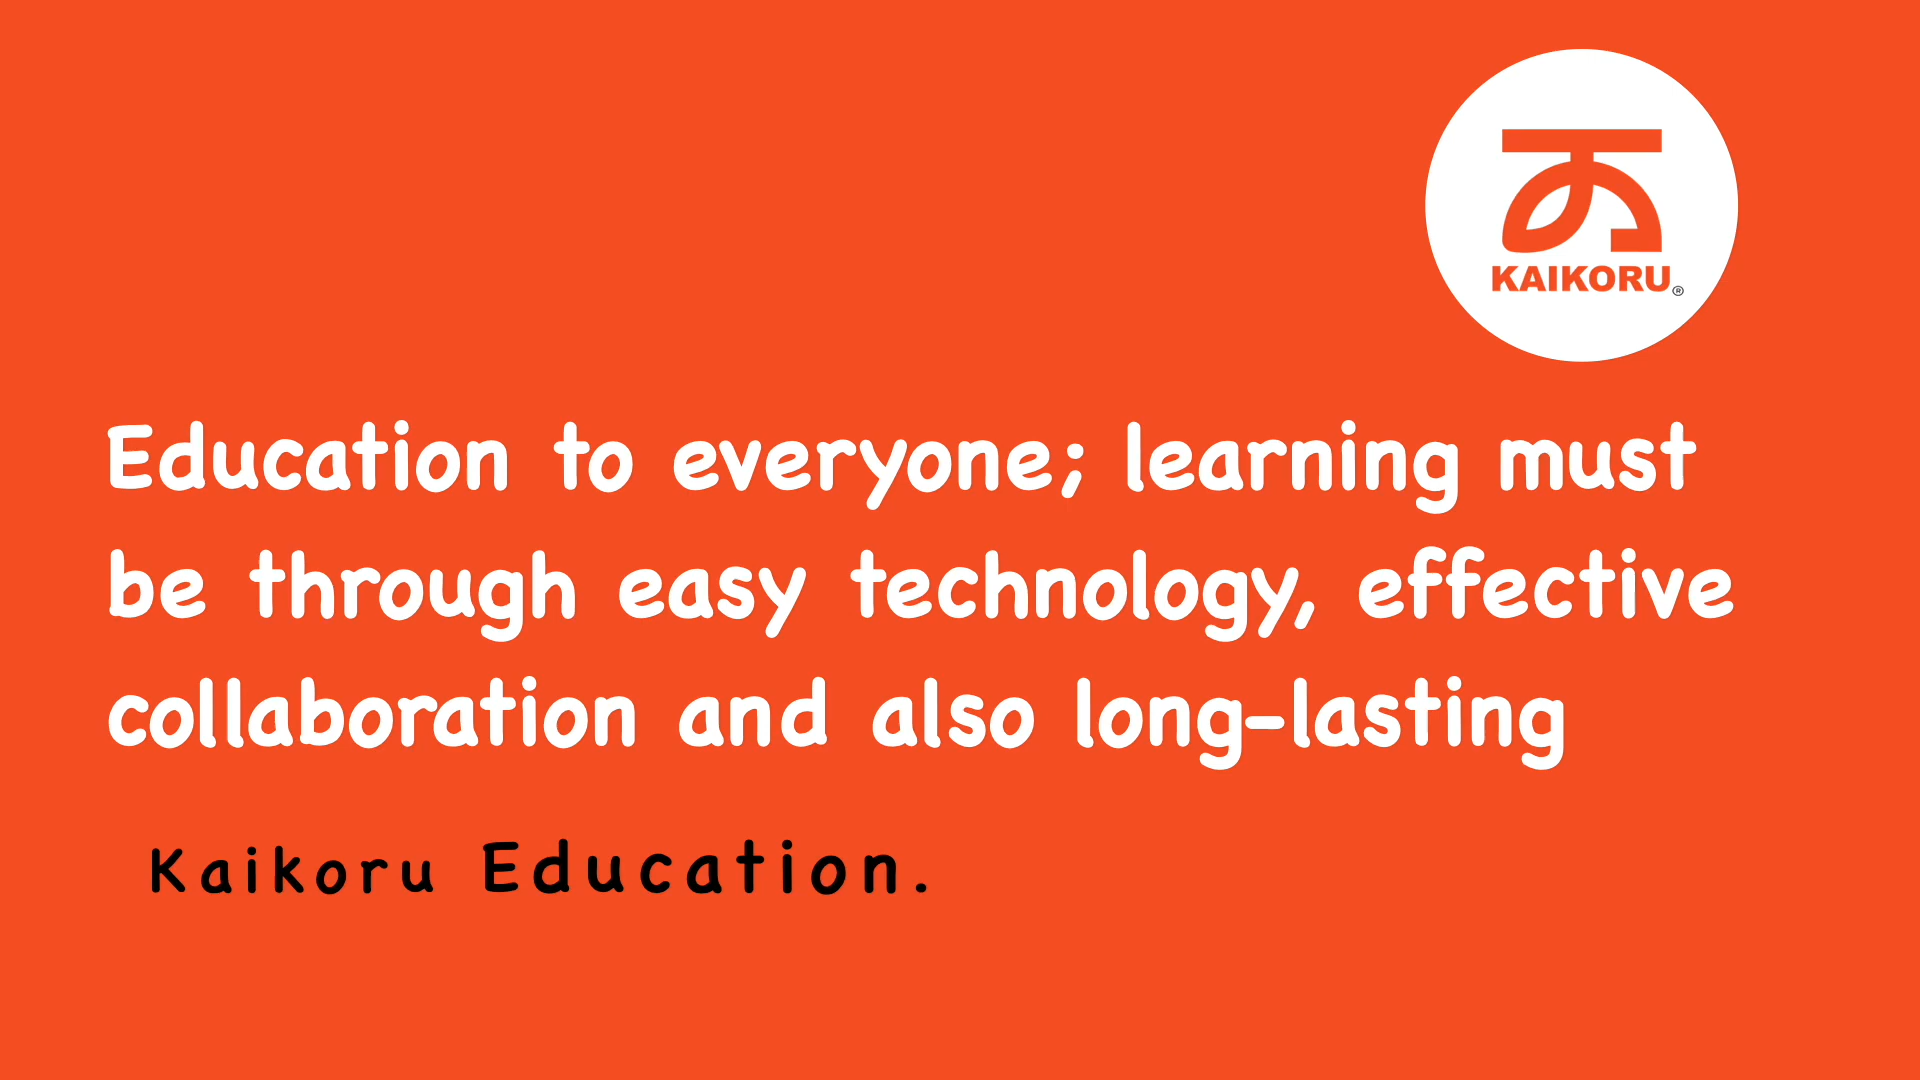 KAIKORU®
Education to everyone; learning must
be through easy technology, effective
collaboration and also long-lasting
Kaikoru Education.